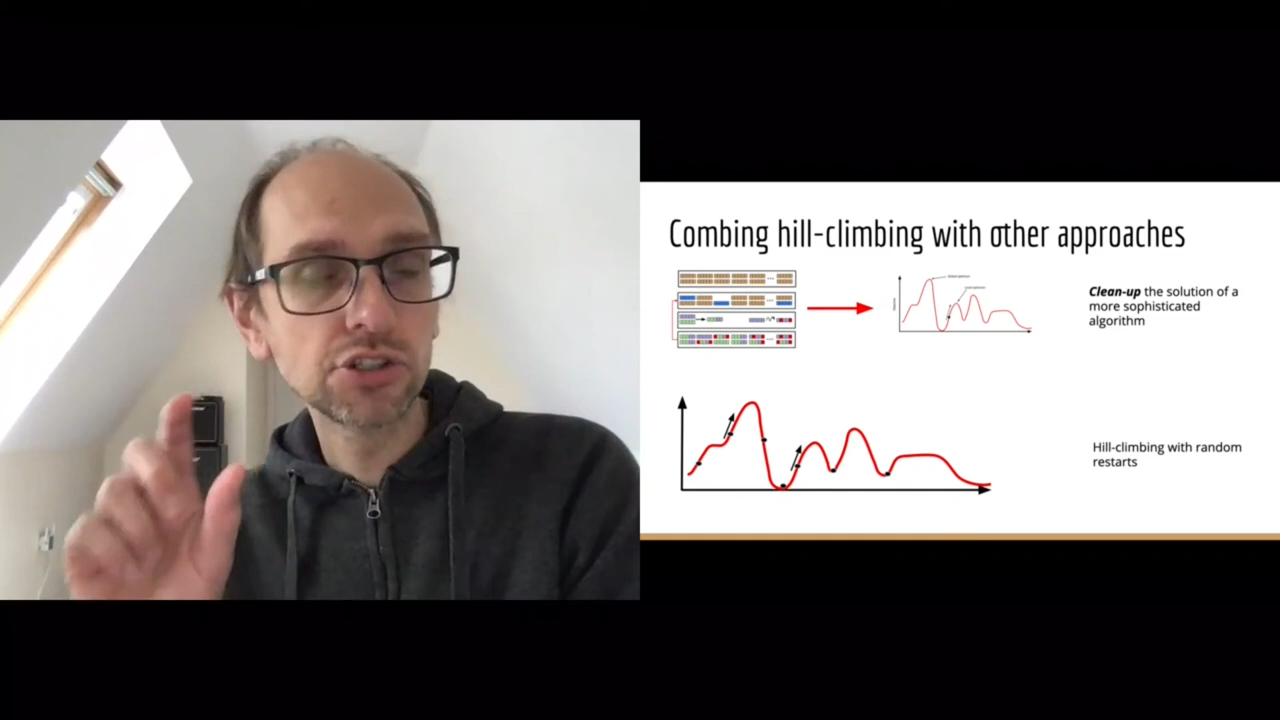 Combing hill-climbing with other approaches
Clean-up the solution of a
more sophisticated
algorithm
Hill-climbing with random
restarts